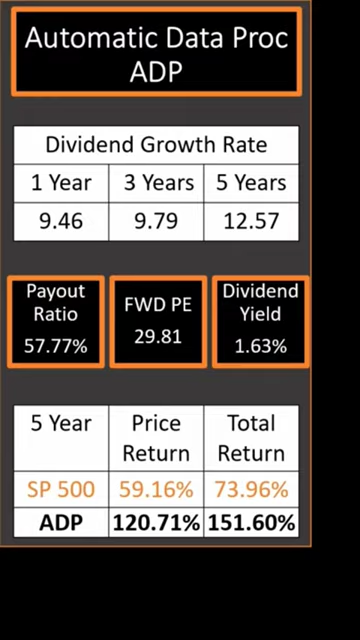 Automatic Data Proc
ADP
Dividend Growth Rate
1 Year 3 Years 5 Years
9.46 9.79 12.57
Payout
Ratio
57.77%
FWD PE
29.81
Dividend
Yield
1.63%
5 Year Price Return Total Return
SP 500 59.16% 73.96%
ADP 120.71% 151.60%